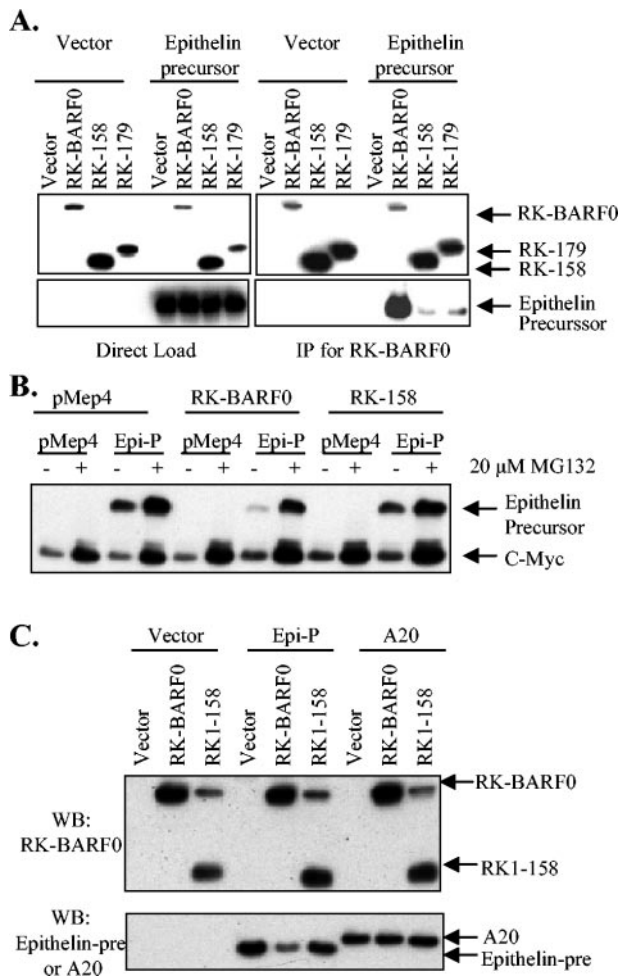 A.
Vector Epithelin precursor Vector Epithelin precursor
Vector RK-BARF0 RK-158 RK-179 Vector RK-BARF0 RK-158 RK-179 Vector RK-BARF0 RK-158 RK-179 Vector RK-BARF0 RK-158 RK-179
RK-BARF0
RK-179
RK-158
Epithelin
Precurssor
Direct Load IP for RK-BARF0
B.
pMep4 RK-BARF0 RK-158
pMep4 Epi-P pMep4 Epi-P pMep4 Epi-P
- + - + - + - + - + - + 20 µM MG132
Epithelin
Precursor
C-Myc
C.
Vector Epi-P A20
Vector RK-BARF0 RK1-158 Vector RK-BARF0 RK1-158 Vector RK-BARF0 RK1-158
RK-BARF0
WB:
RK-BARF0
RK1-158
WB:
Epithelin-pre
or A20
A20
Epithelin-pre